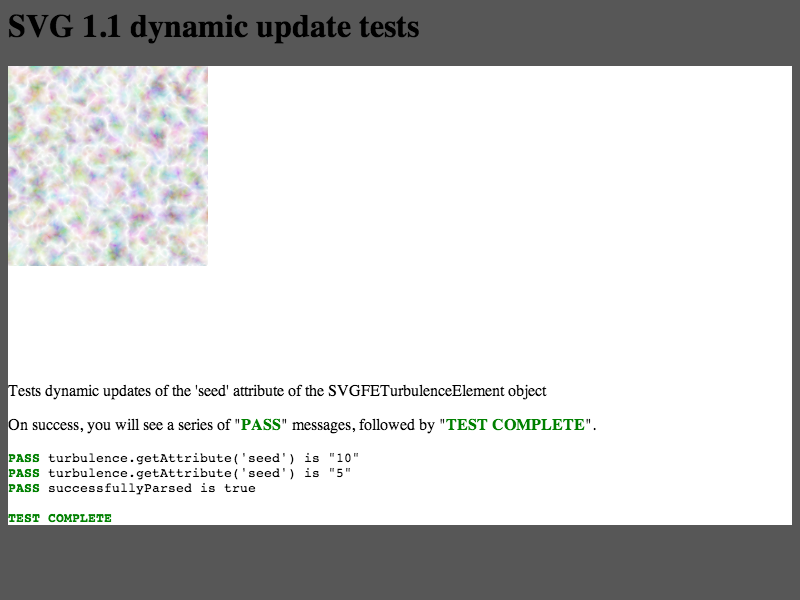 SVG 1.1 dynamic update tests
Tests dynamic updates of the 'seed' attribute of the SVGFETurbulenceElement object
On success, you will see a series of "PASS" messages, followed by "TEST COMPLETE".
PASS turbulence.getAttribute('seed') is "10"
PASS turbulence.getAttribute('seed') is "5"
PASS successfullyParsed is true
TEST COMPLETE